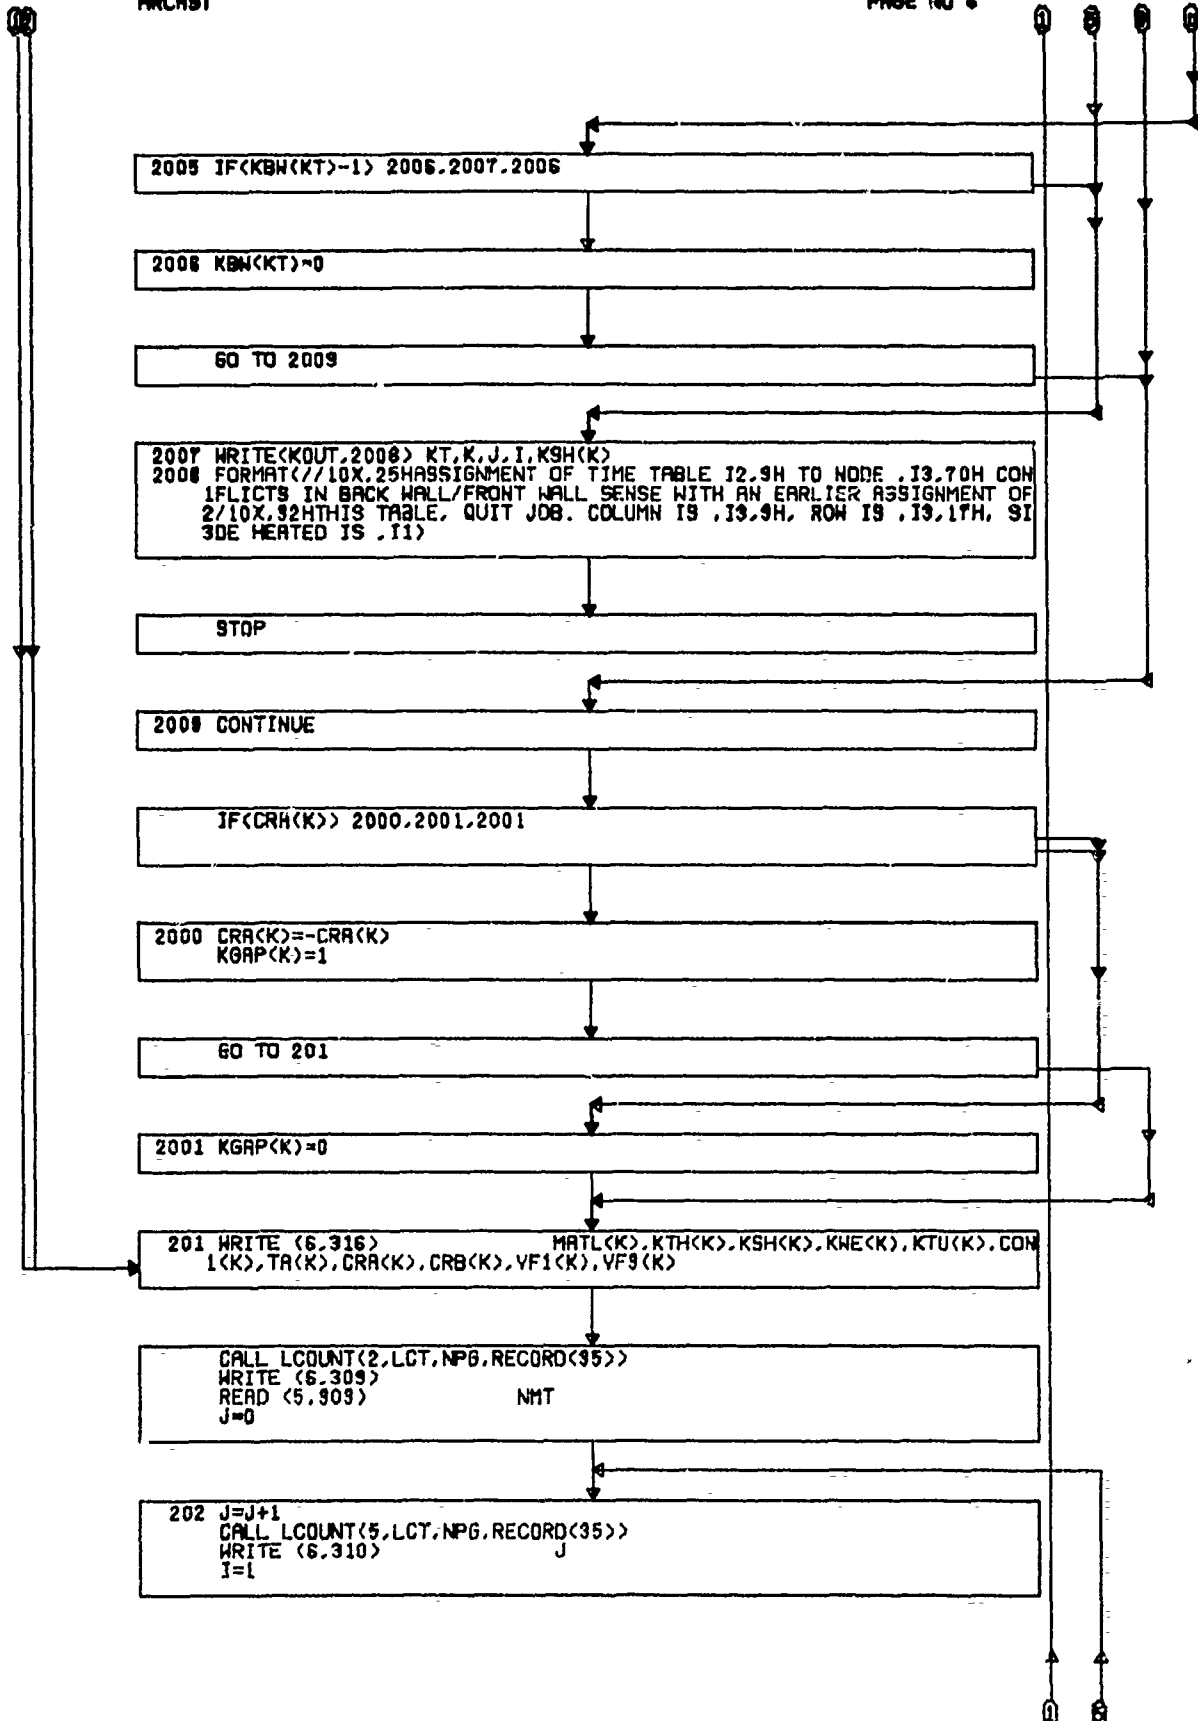 2005 IF(KBW(KT)-1) 2006,2007,2006
2006 KBW(KT)=0
GO TO 2009
2007 WRITE(KOUT,2008) KT,K,J,I,KSH(K)
2008 FORMAT(//10X,25HASSIGNMENT OF TIME TABLE I2,9H TO NODE ,I3,70H CON
1FLICTS IN BACK WALL/FRONT WALL SENSE WITH AN EARLIER ASSIGNMENT OF
2/10X,32HTHIS TABLE, QUIT JOB. COLUMN IS ,I3,9H, ROW IS ,I3,17H, SI
3DE HEATED IS ,I1)
STOP
2009 CONTINUE
IF(CRA(K)) 2000,2001,2001
2000 CRA(K)=-CRA(K)
KGAP(K)=1
GO TO 201
2001 KGAP(K)=0
201 WRITE (6,316) MATL(K),KTH(K),KSH(K),KWE(K),KTU(K),CON
1(K),TA(K),CRA(K),CRB(K),VF1(K),VF3(K)
CALL LCOUNT(2,LCT,NPG,RECORD(35))
WRITE (6,309)
READ (5,303) NMT
J=0
202 J=J+1
CALL LCOUNT(5,LCT,NPG,RECORD(35))
WRITE (6,310) J
I=1